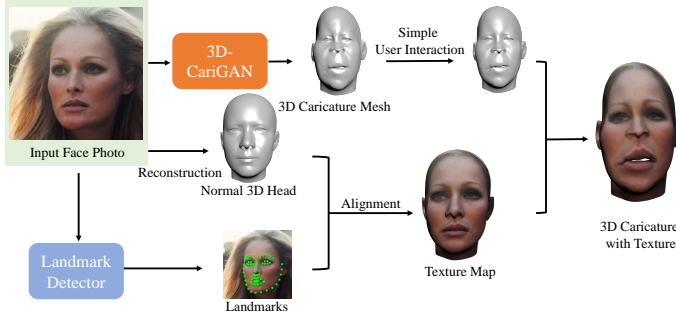 3D-
CariGAN
Simple
User Interaction
3D Caricature Mesh
Input Face Photo
Reconstruction
Normal 3D Head
Alignment
Landmark
Detector
Landmarks
Texture Map
3D Caricature
with Texture